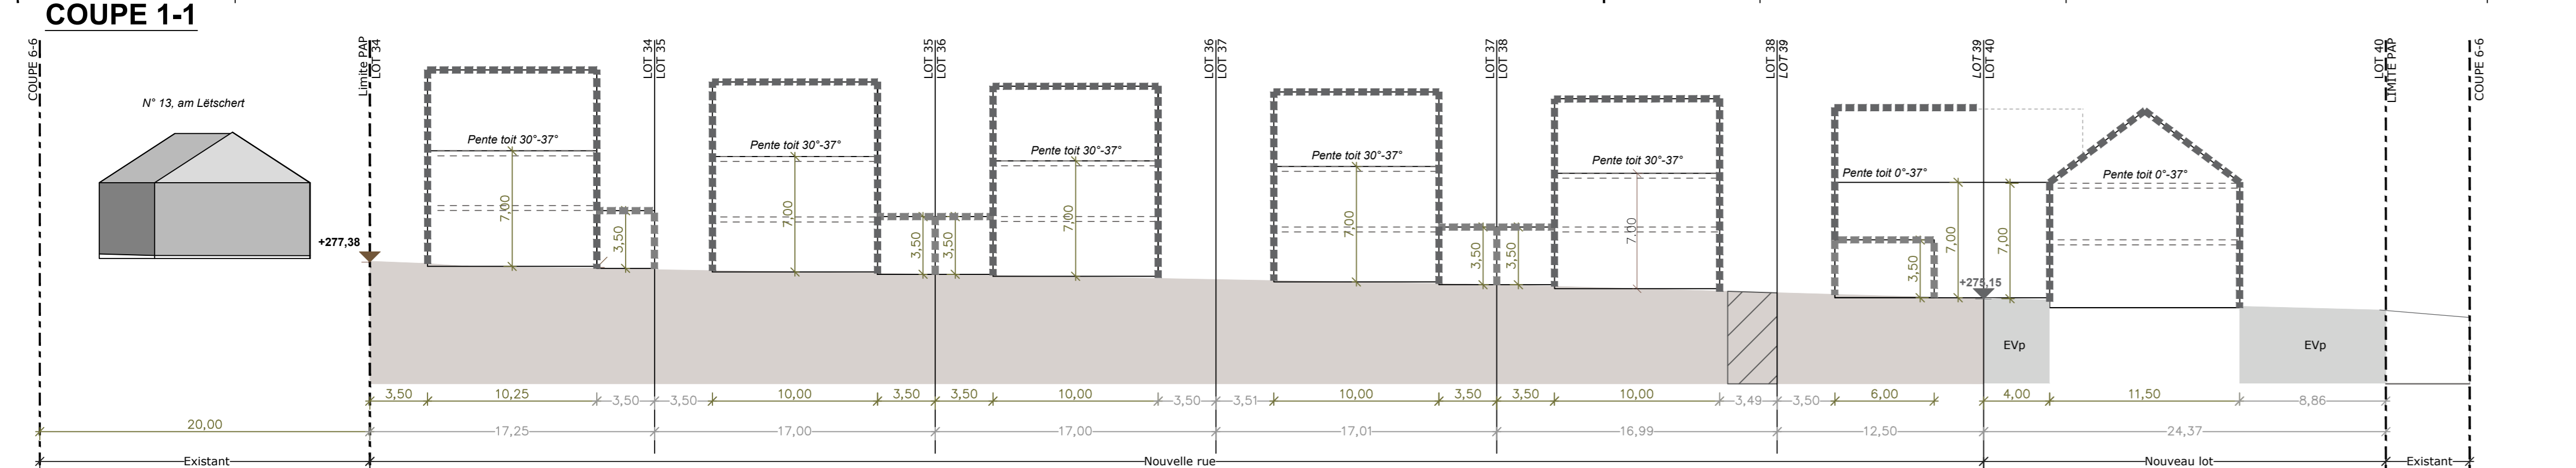 COUPE 1-1
COUPE 6-6
Limite PAP
LOT 34
LOT 34
LOT 35
LOT 35
LOT 36
LOT 36
LOT 37
LOT 37
LOT 38
LOT 38
LOT 39
LOT 39
LOT 40
LOT 40
LIMITE PAP
COUPE 6-6
N° 13, am Lëtschert
Pente toit 30°-37°
Pente toit 30°-37°
Pente toit 30°-37°
Pente toit 30°-37°
Pente toit 30°-37°
Pente toit 0°-37°
Pente toit 0°-37°
7,00
3,50
7,00
3,50
3,50
7,00
7,00
3,50
3,50
7,00
3,50
7,00
7,00
+277,38
+275,15
EVp
EVp
3,50
10,25
3,50
3,50
10,00
3,50
3,50
10,00
3,50
3,51
10,00
3,50
3,50
10,00
3,49
3,50
6,00
4,00
11,50
8,86
20,00
17,25
17,00
17,00
17,01
16,99
12,50
24,37
Existant
Nouvelle rue
Nouveau lot
Existant